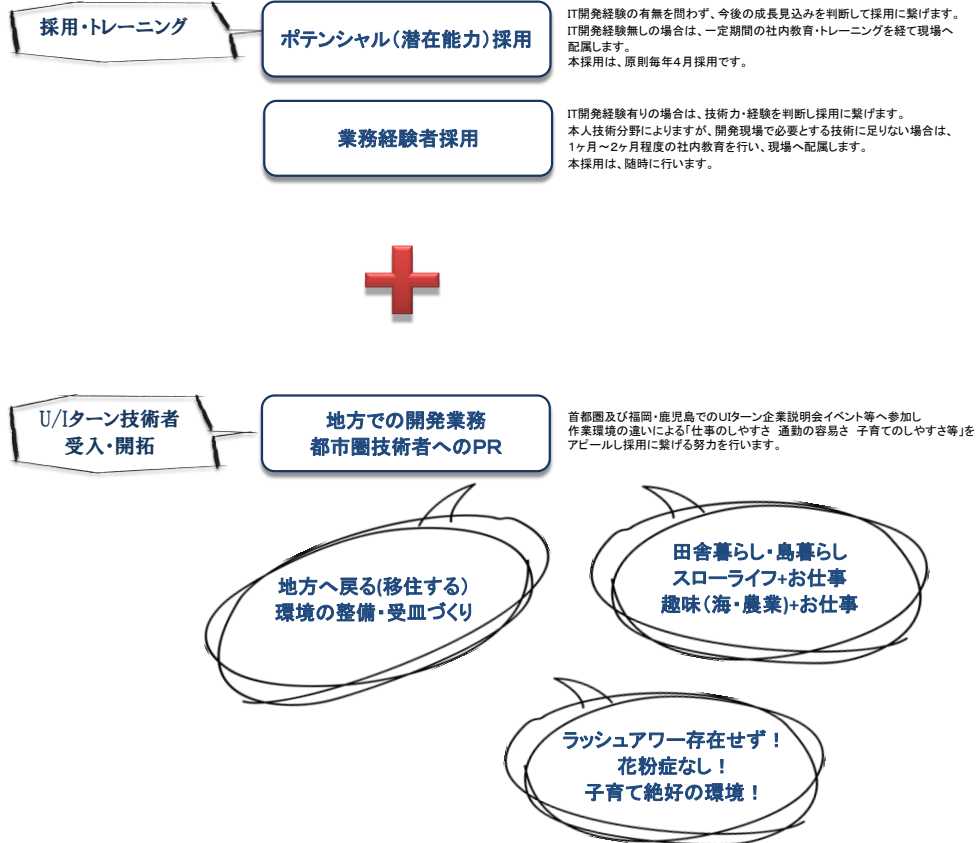 採用・トレーニング
ポテンシャル（潜在能力）採用
IT開発経験の有無を問わず、今後の成長見込みを判断して採用に繋げます。
IT開発経験無しの場合は、一定期間の社内教育・トレーニングを経て現場へ
配属します。
本採用は、原則毎年4月採用です。
業務経験者採用
IT開発経験有りの場合は、技術力・経験を判断し採用に繋げます。
本人技術分野によりますが、開発現場で必要とする技術に足りない場合は、
１ヶ月～２ヶ月程度の社内教育を行い、現場へ配属します。
本採用は、随時に行います。
U/Iターン技術者
受入・開拓
地方での開発業務
都市圏技術者へのＰＲ
首都圏及び福岡・鹿児島でのUIターン企業説明会イベント等へ参加し
作業環境の違いによる「仕事のしやすさ 通勤の容易さ 子育てのしやすさ等」を
アピールし採用に繋げる努力を行います。
地方へ戻る(移住する）
環境の整備・受皿づくり
田舎暮らし・島暮らし
スローライフ+お仕事
趣味（海・農業)+お仕事
ラッシュアワー存在せず！
花粉症なし！
子育て絶好の環境！